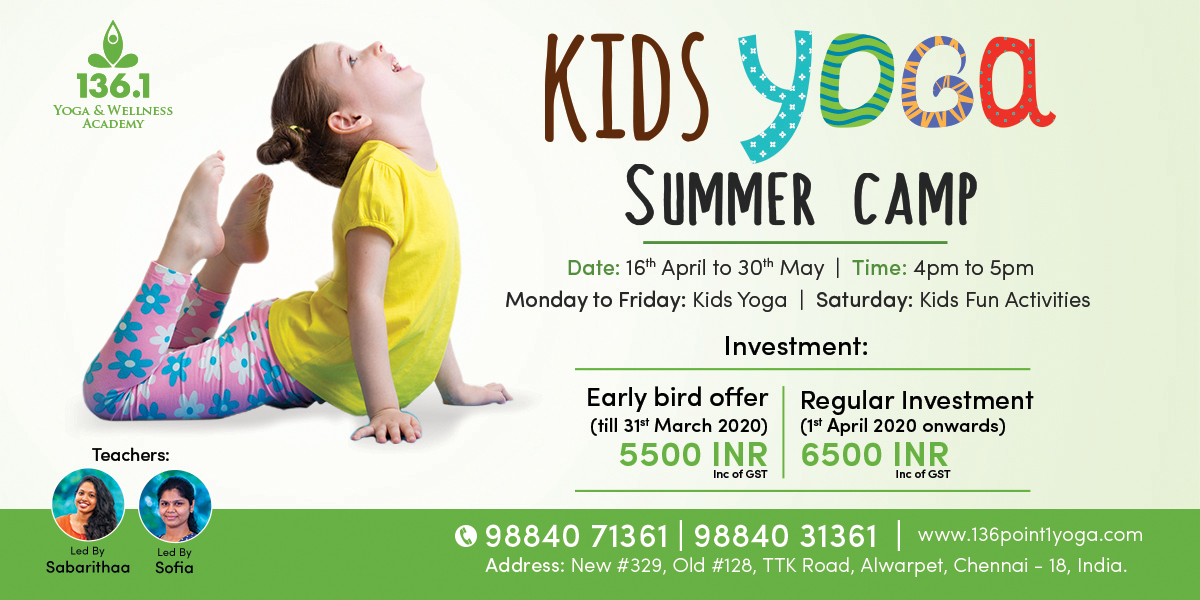 136.1
YOGA & WELLNESS
ACADEMY
KIDS YOGa
SUMMER CAMP
Date: 16th April to 30th May | Time: 4pm to 5pm
Monday to Friday: Kids Yoga | Saturday: Kids Fun Activities
Investment:
Early bird offer
(till 31st March 2020)
5500 INR
Inc of GST
Regular Investment
(1st April 2020 onwards)
6500 INR
Inc of GST
Teachers:
Led By
Sabarithaa
Led By
Sofia
98840 71361 | 98840 31361 | www.136point1yoga.com
Address: New #329, Old #128, TTK Road, Alwarpet, Chennai - 18, India.